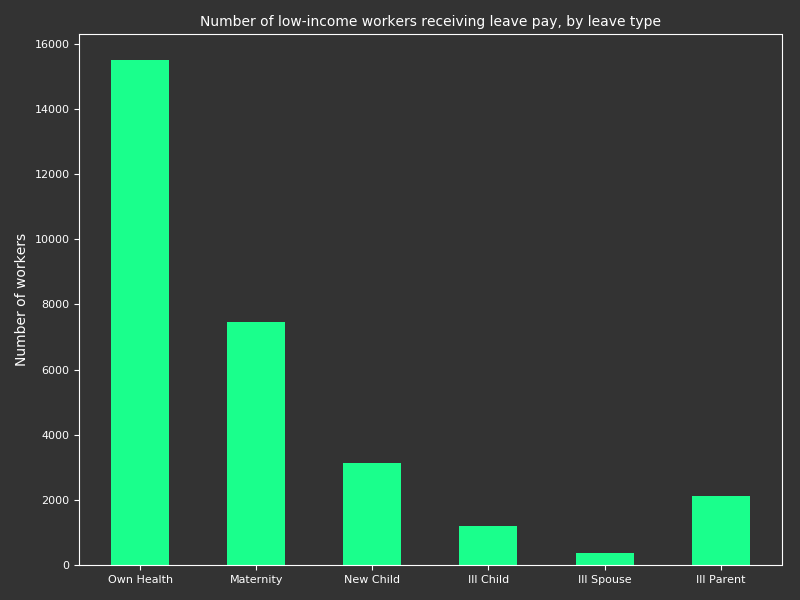 Number of low-income workers receiving leave pay, by leave type
Number of workers
16000
14000
12000
10000
8000
6000
4000
2000
0
Own Health
Maternity
New Child
Ill Child
Ill Spouse
Ill Parent